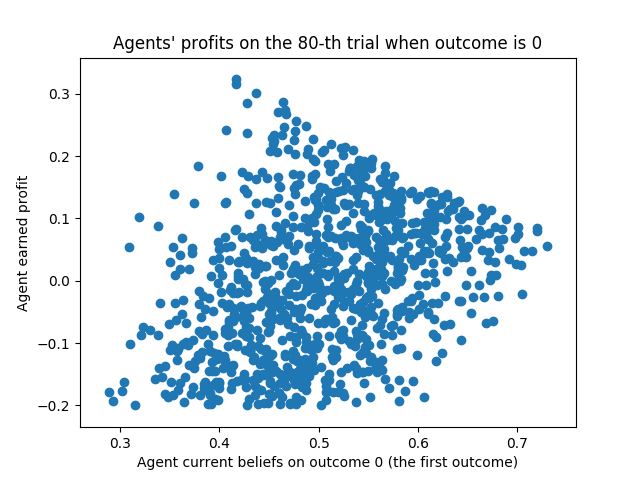 Agents' profits on the 80-th trial when outcome is 0
Agent earned profit
0.3
0.2
0.1
0.0
−0.1
−0.2
0.3 0.4 0.5 0.6 0.7
Agent current beliefs on outcome 0 (the first outcome)